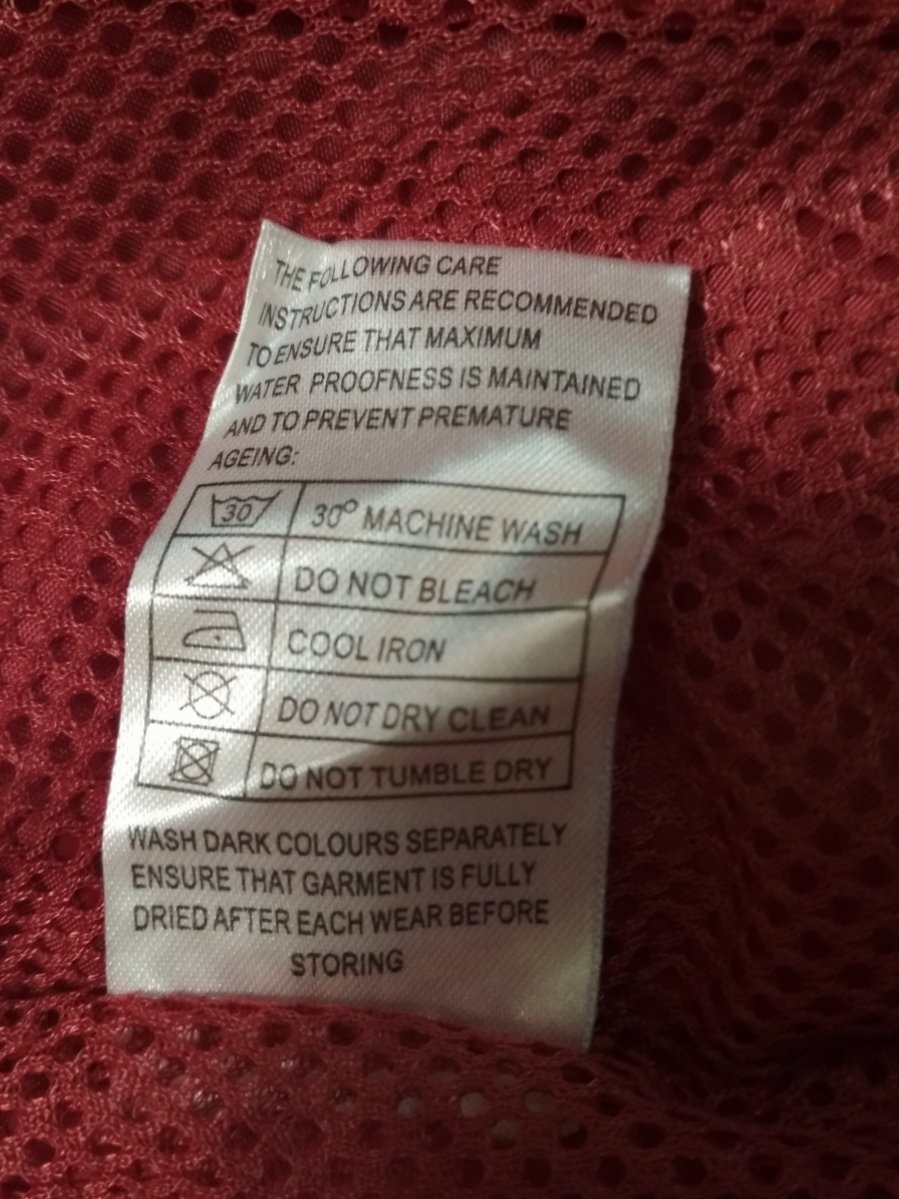 THE FOLLOWING CARE
INSTRUCTIONS ARE RECOMMENDED
TO ENSURE THAT MAXIMUM
WATER PROOFNESS IS MAINTAINED
AND TO PREVENT PREMATURE
AGEING:
30 30° MACHINE WASH
DO NOT BLEACH
COOL IRON
DO NOT DRY CLEAN
DO NOT TUMBLE DRY
WASH DARK COLOURS SEPARATELY
ENSURE THAT GARMENT IS FULLY
DRIED AFTER EACH WEAR BEFORE
STORING